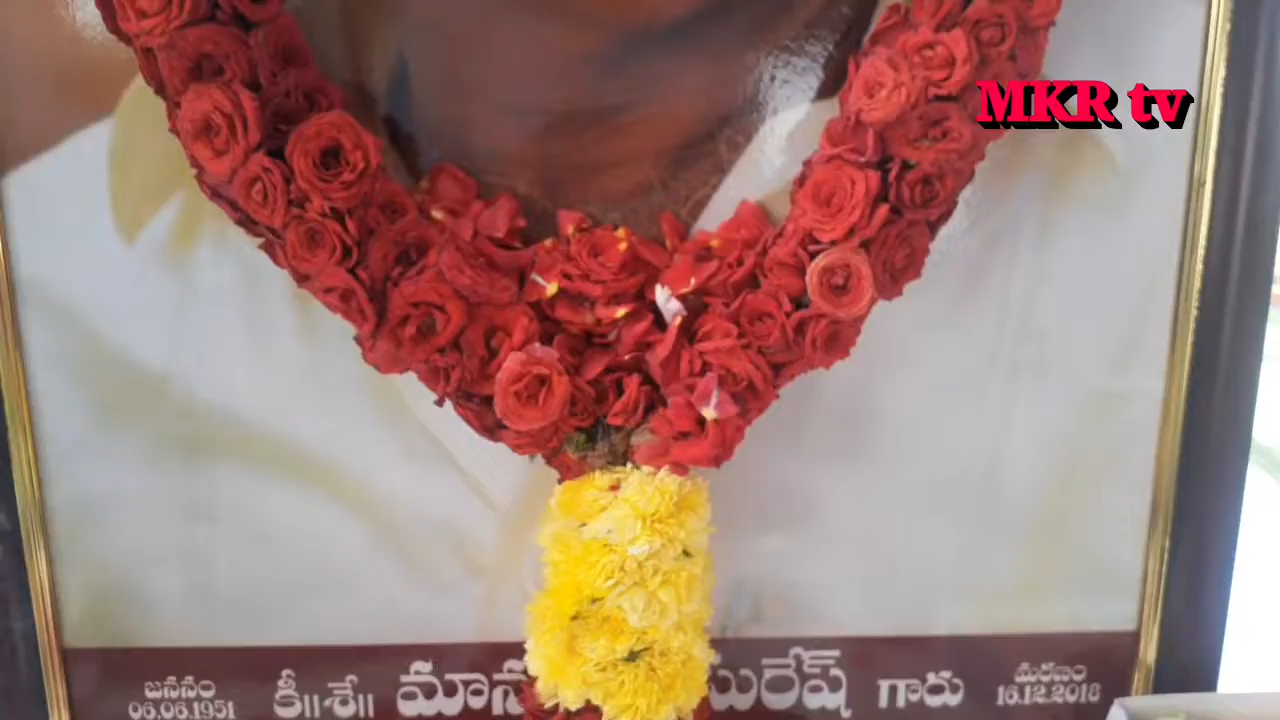 MKR tv
జననం
06.06.1951
కీ॥శే॥ సురేష్ గారు
మరణం
16.12.2018